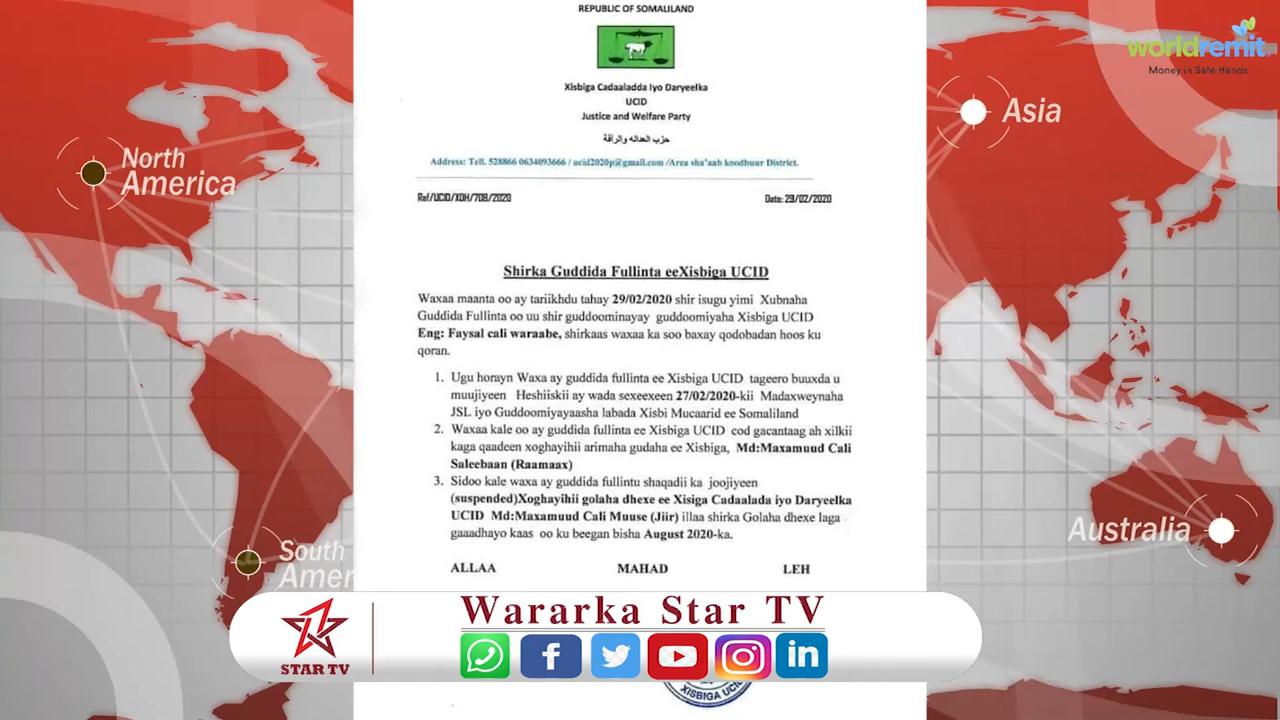 REPUBLIC OF SOMALILAND
Xisbiga Cadaaladda Iyo Daryeelka
UCID
Justice and Welfare Party
حزب العداله والرافة
Address: Tell. 528866 0634093666 / ucid2020p@gmail.com /Area sha'aab koodbuur District.
Ref/UCID/XGH/708/2020
Date: 29/02/2020
Shirka Guddida Fullinta eeXisbiga UCID
Waxaa maanta oo ay tariikhdu tahay 29/02/2020 shir isugu yimi Xubnaha
Guddida Fullinta oo uu shir guddoominayay guddoomiyaha Xisbiga UCID
Eng: Faysal cali waraabe, shirkaas waxaa ka soo baxay qodobadan hoos ku
qoran.
1. Ugu horayn Waxa ay guddida fullinta ee Xisbiga UCID tageero buuxda u
muujiyeen Heshiiskii ay wada sexeexeen 27/02/2020-kii Madaxweynaha
JSL iyo Guddoomiyayaasha labada Xisbi Mucaarid ee Somaliland
2. Waxaa kale oo ay guddida fullinta ee Xisbiga UCID cod gacantaag ah xilkii
kaga qaadeen xoghayihii arimaha gudaha ee Xisbiga, Md:Maxamuud Cali
Saleebaan (Raamaax)
3. Sidoo kale waxa ay guddida fullintu shaqadii ka joojiyeen
(suspended)Xoghayihii golaha dhexe ee Xisiga Cadaalada iyo Daryeelka
UCID Md:Maxamuud Cali Muuse (Jiir) illaa shirka Golaha dhexe laga
gaaadhayo kaas oo ku beegan bisha August 2020-ka.
ALLAA MAHAD LEH
XISBIGA UCID
North
America
South
Amer
Asia
Australia
worldremit
Money in Safe Hands
STAR TV
Wararka Star TV